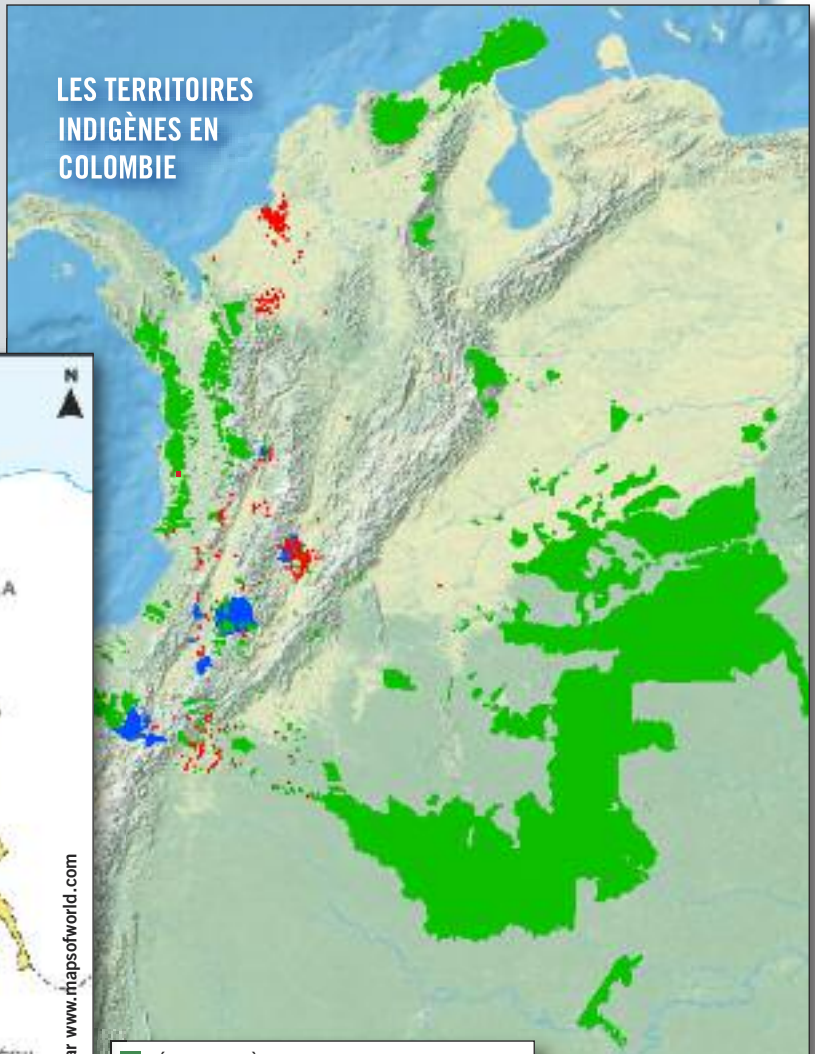 LES TERRITOIRES
INDIGÈNES EN
COLOMBIE
N
A
www.mapsofworld.com